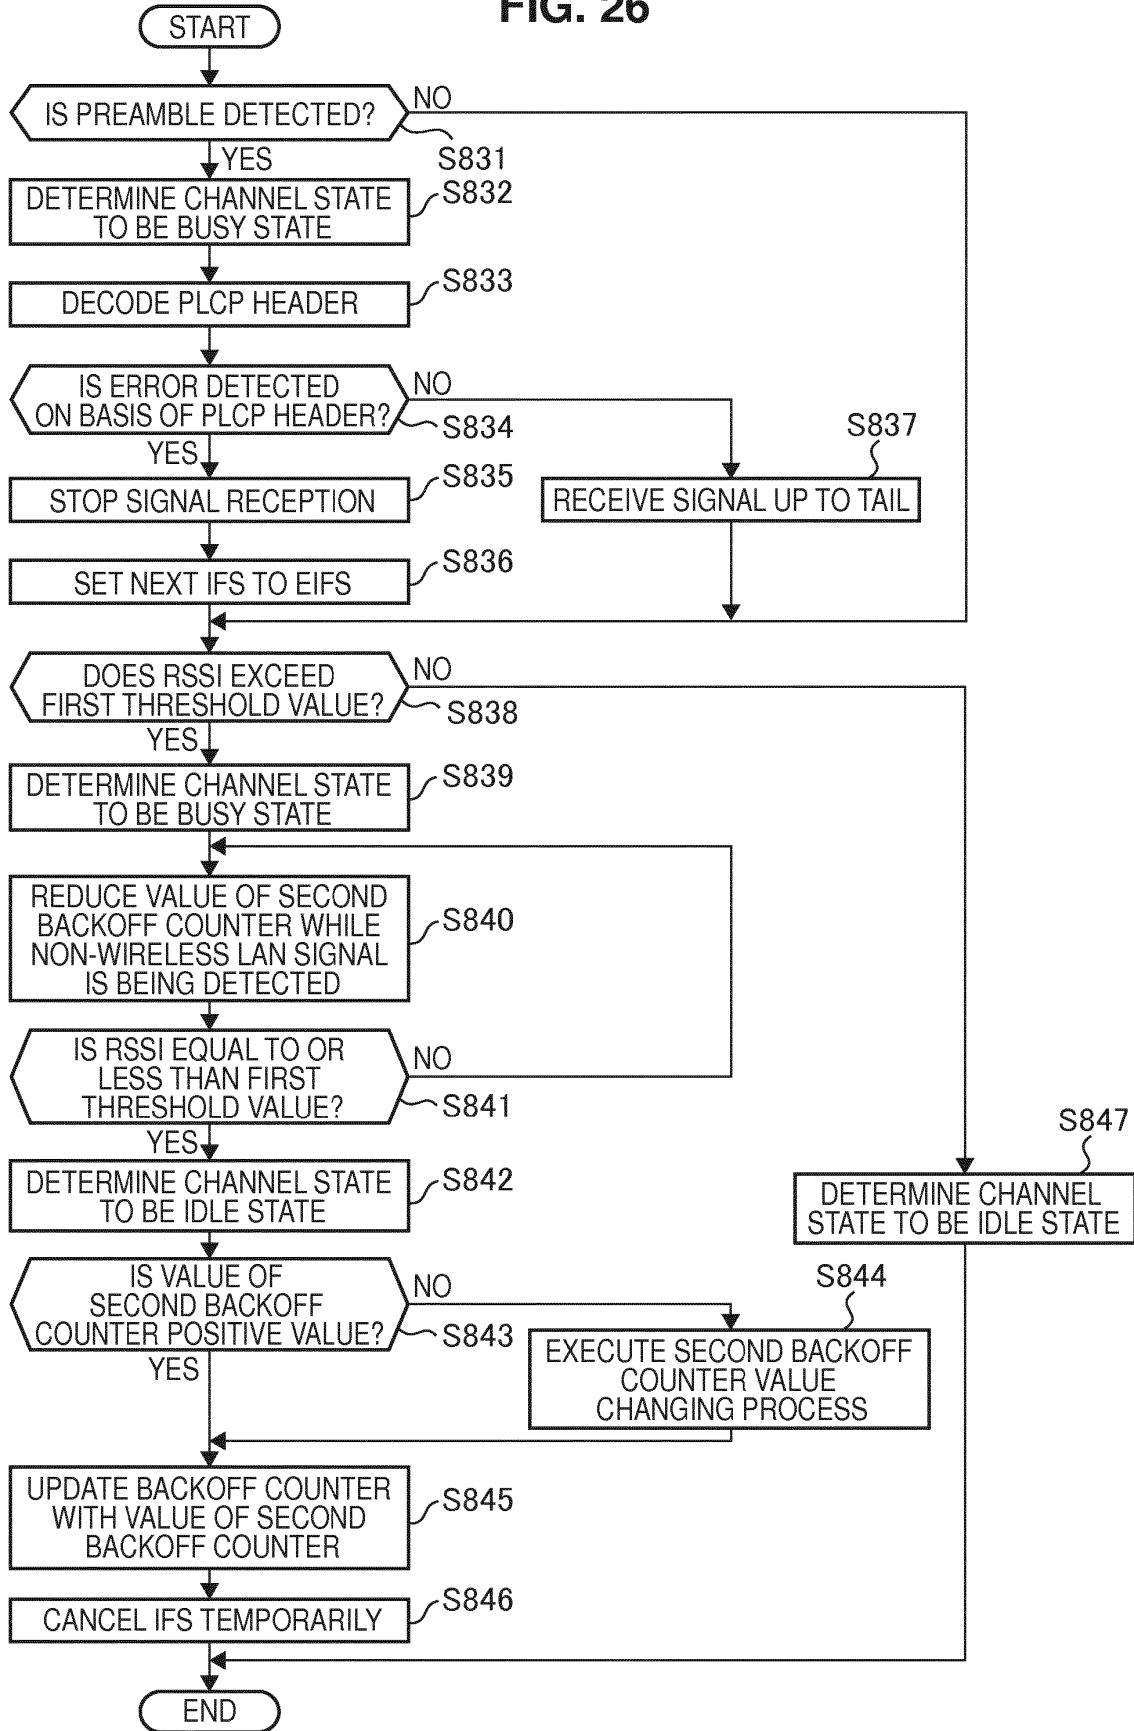 FIG. 26
START
IS PREAMBLE DETECTED?
NO
S831
YES
DETERMINE CHANNEL STATE
TO BE BUSY STATE
S832
DECODE PLCP HEADER
S833
IS ERROR DETECTED
ON BASIS OF PLCP HEADER?
NO
S834
YES
STOP SIGNAL RECEPTION
S835
S837
RECEIVE SIGNAL UP TO TAIL
SET NEXT IFS TO EIFS
S836
DOES RSSI EXCEED
FIRST THRESHOLD VALUE?
NO
S838
YES
DETERMINE CHANNEL STATE
TO BE BUSY STATE
S839
REDUCE VALUE OF SECOND
BACKOFF COUNTER WHILE
NON-WIRELESS LAN SIGNAL
IS BEING DETECTED
S840
IS RSSI EQUAL TO OR
LESS THAN FIRST
THRESHOLD VALUE?
NO
S841
YES
DETERMINE CHANNEL STATE
TO BE IDLE STATE
S842
S847
DETERMINE CHANNEL
STATE TO BE IDLE STATE
IS VALUE OF
SECOND BACKOFF
COUNTER POSITIVE VALUE?
NO
S843
YES
S844
EXECUTE SECOND BACKOFF
COUNTER VALUE
CHANGING PROCESS
UPDATE BACKOFF COUNTER
WITH VALUE OF SECOND
BACKOFF COUNTER
S845
CANCEL IFS TEMPORARILY
S846
END